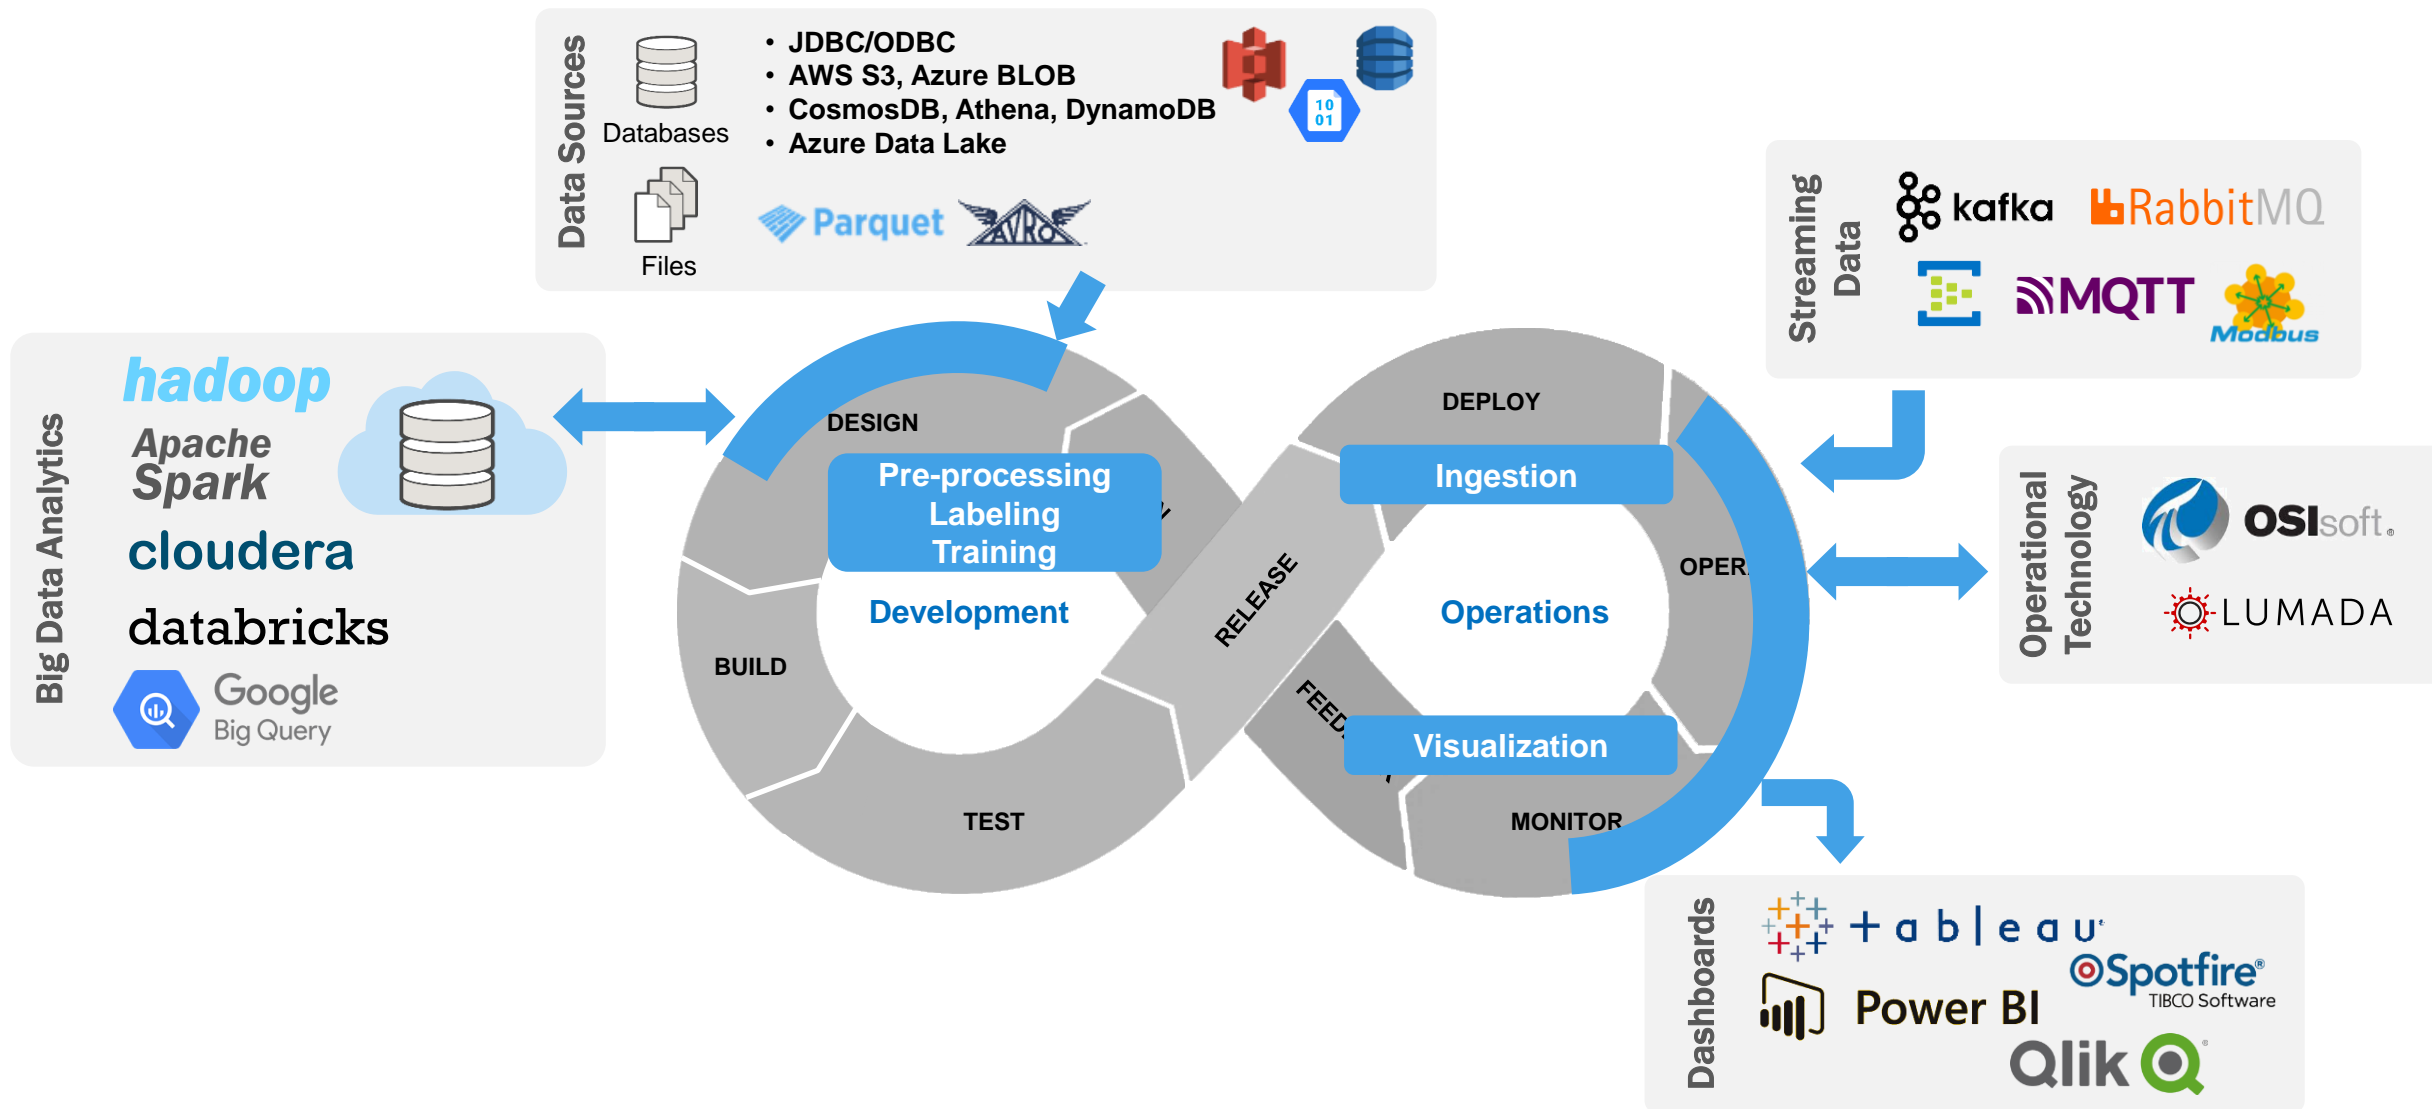 Data Sources
Databases
Files
• JDBC/ODBC
• AWS S3, Azure BLOB
• CosmosDB, Athena, DynamoDB
• Azure Data Lake
10
01
Parquet
AVRO
Streaming
Data
kafka
RabbitMQ
MQTT
Modbus
Big Data Analytics
hadoop
Apache
Spark
cloudera
databricks
Google
Big Query
DESIGN
Pre-processing
Labeling
Training
Development
BUILD
TEST
RELEASE
DEPLOY
Ingestion
OPER
Operations
FEED
Visualization
MONITOR
Operational
Technology
OSIsoft®
LUMADA
Dashboards
+ableau
Spotfire®
TIBCO Software
Power BI
Qlik